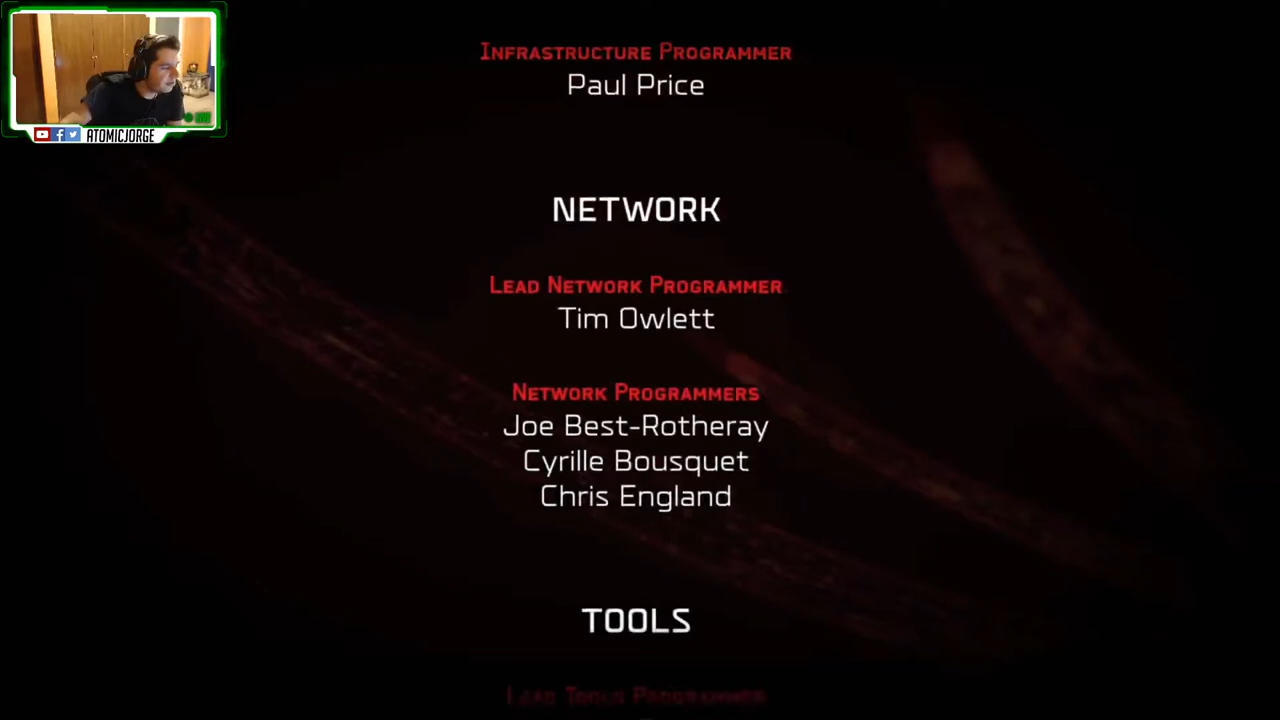 INFRASTRUCTURE PROGRAMMER
Paul Price
ATOMICJORGE
NETWORK
LEAD NETWORK PROGRAMMER
Tim Owlett
NETWORK PROGRAMMERS
Joe Best-Rotheray
Cyrille Bousquet
Chris England
TOOLS
LEAD TOOLS PROGRAMMER